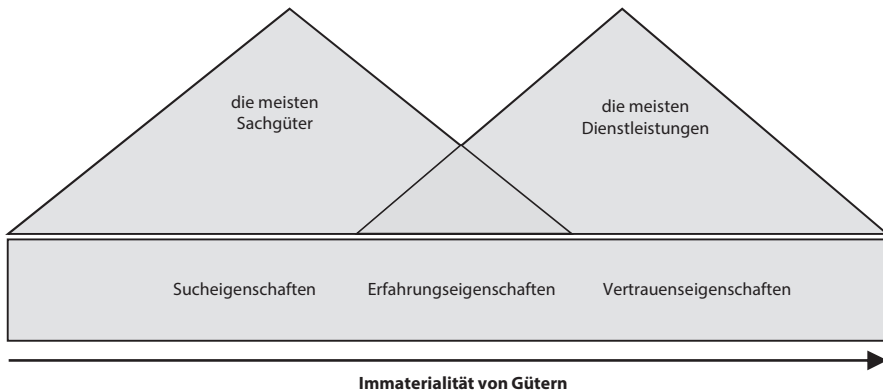 die meisten
Sachgüter
die meisten
Dienstleistungen
Sucheigenschaften
Erfahrungseigenschaften
Vertrauenseigenschaften
Immaterialität von Gütern